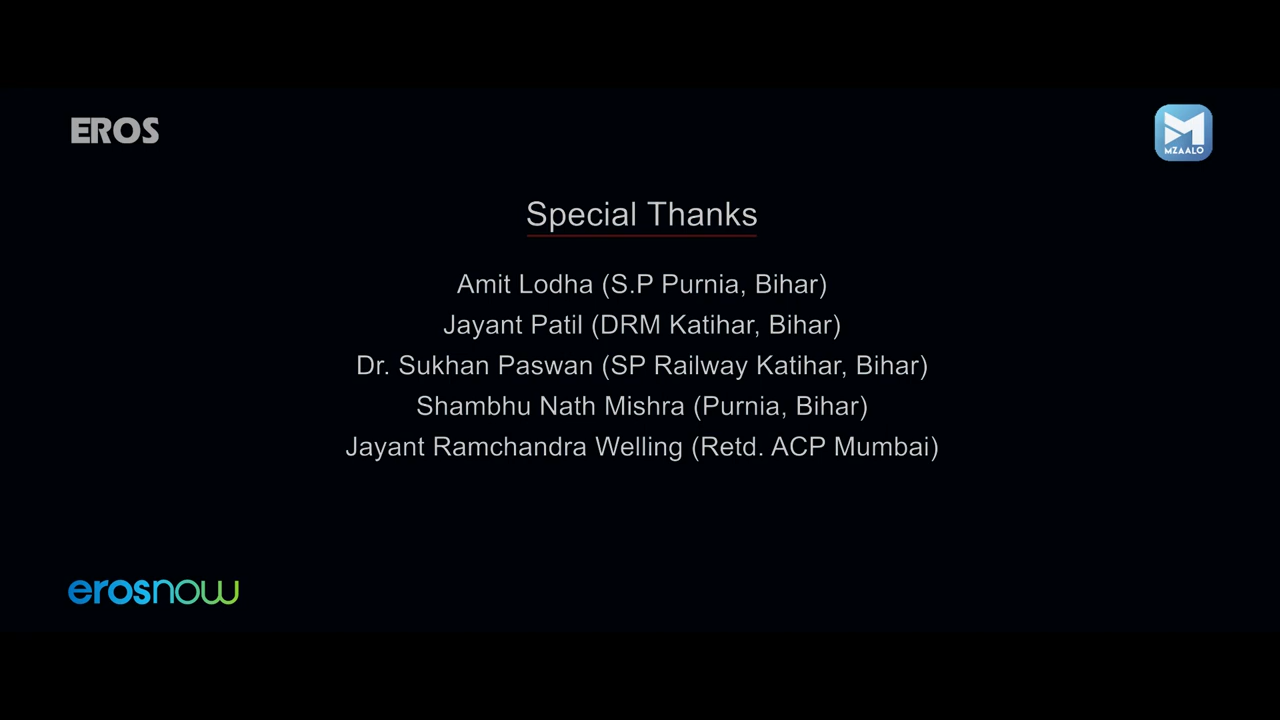 EROS
MZAALO
Special Thanks
Amit Lodha (S.P Purnia, Bihar)
Jayant Patil (DRM Katihar, Bihar)
Dr. Sukhan Paswan (SP Railway Katihar, Bihar)
Shambhu Nath Mishra (Purnia, Bihar)
Jayant Ramchandra Welling (Retd. ACP Mumbai)
erosnow